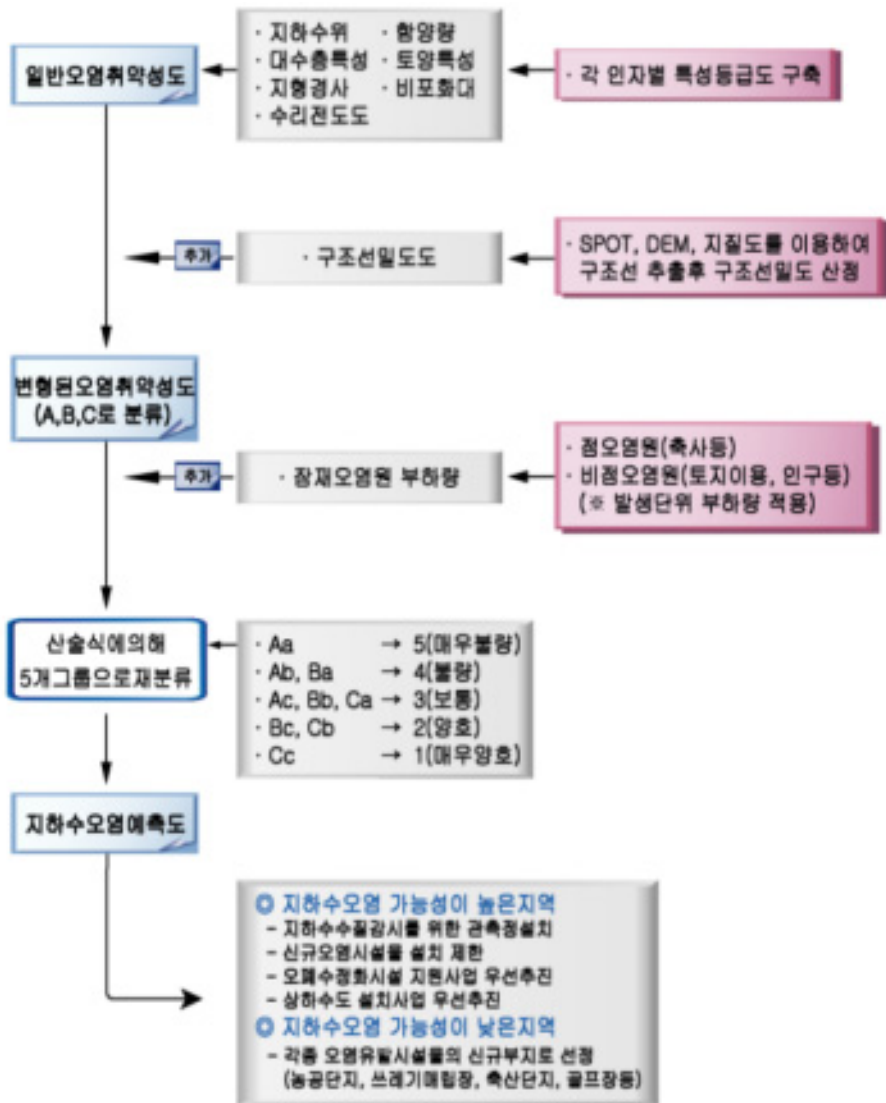 일반오염취약성도
· 지하수위 · 함양량
· 대수층특성 · 토양특성
· 지형경사 · 비포화대
· 수리전도도
· 각 인자별 특성등급도 구축
추가
· 구조선밀도도
· SPOT, DEM, 지질도를 이용하여
구조선 추출후 구조선밀도 산정
변형된오염취약성도
(A,B,C로 분류)
추가
· 잠재오염원 부하량
· 점오염원(축사등)
· 비점오염원(토지이용, 인구등)
(※ 발생단위 부하량 적용)
산술식에의해
5개그룹으로재분류
· Aa → 5(매우불량)
· Ab, Ba → 4(불량)
· Ac, Bb, Ca → 3(보통)
· Bc, Cb → 2(양호)
· Cc → 1(매우양호)
지하수오염예측도
◎ 지하수오염 가능성이 높은지역
- 지하수수질감시를 위한 관측정설치
- 신규오염시설물 설치 제한
- 오폐수정화시설 지원사업 우선추진
- 상하수도 설치사업 우선추진
◎ 지하수오염 가능성이 낮은지역
- 각종 오염유발시설물의 신규부지로 선정
(농공단지, 쓰레기매립장, 축산단지, 골프장등)